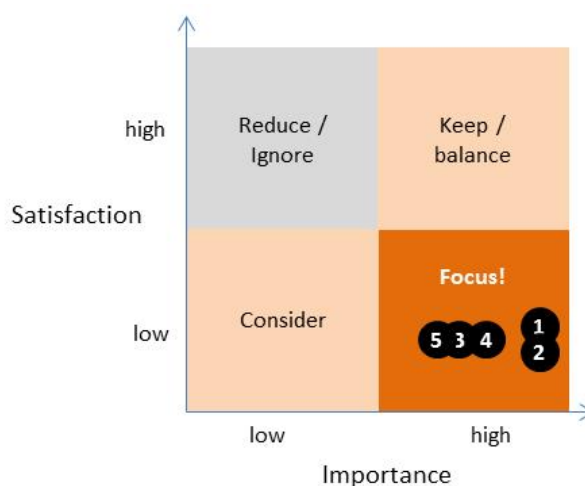 high
Reduce /
Ignore
Keep /
balance
Satisfaction
Focus!
low
Consider
5 3 4
1
2
low
high
Importance